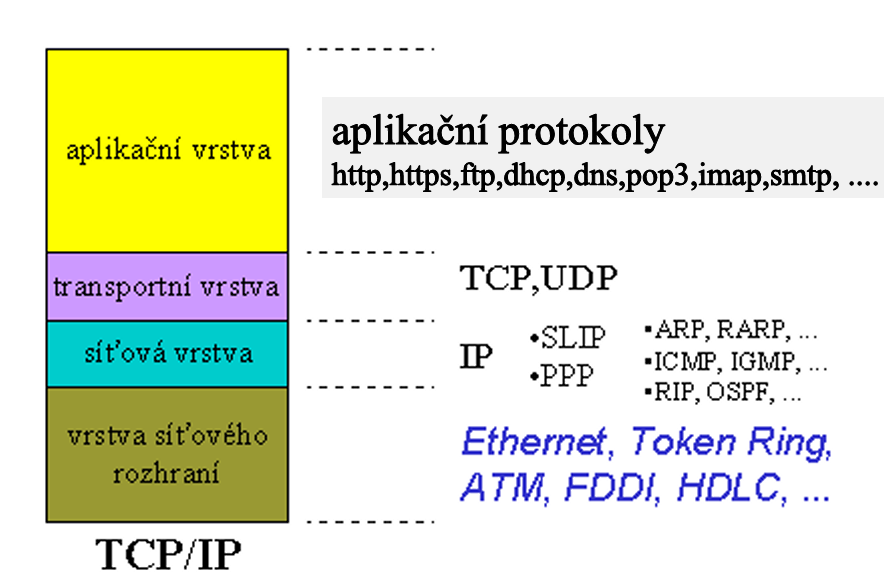 aplikační vrstva
aplikační protokoly
http,https,ftp,dhcp,dns,pop3,imap,smtp, ....
transportní vrstva
TCP,UDP
síťová vrstva
IP
•SLIP
•PPP
▪ARP, RARP, ...
▪ICMP, IGMP, ...
▪RIP, OSPF, ...
vrstva síťového
rozhraní
Ethernet, Token Ring,
ATM, FDDI, HDLC, ...
TCP/IP